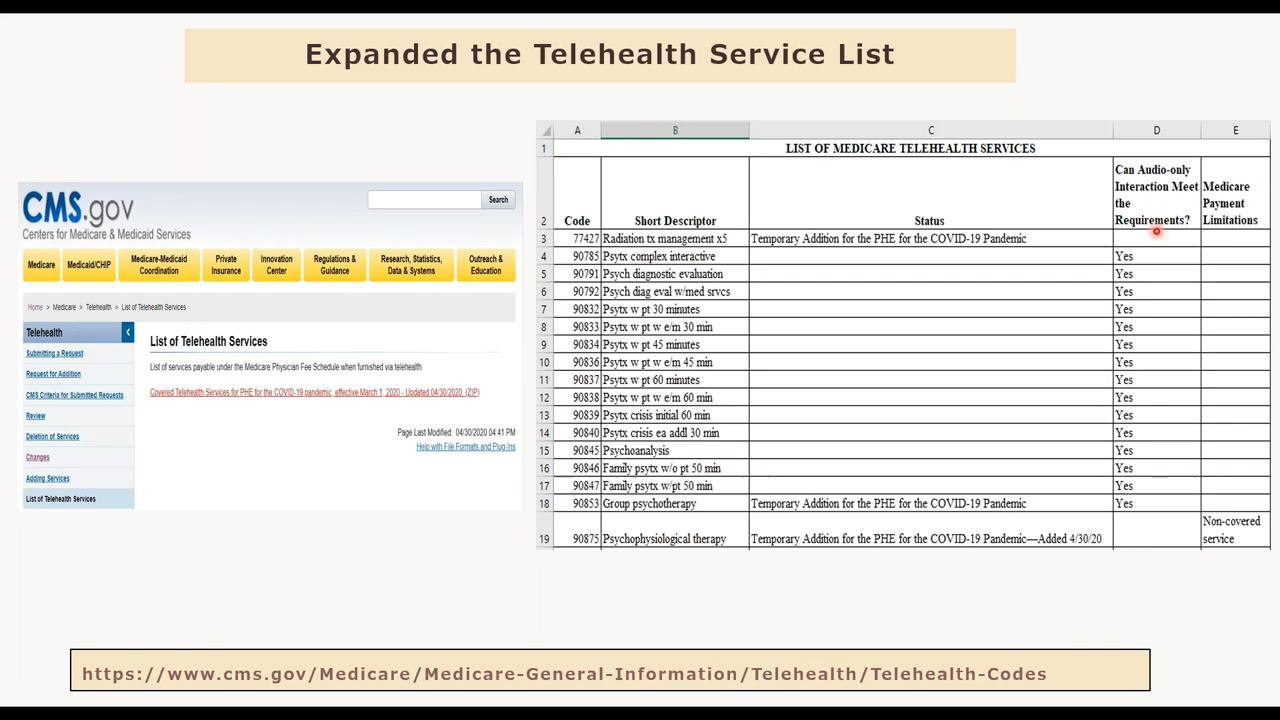 Expanded the Telehealth Service List
CMS.gov
Centers for Medicare & Medicaid Services
Search
Medicare
Medicaid/CHIP
Medicare-Medicaid
Coordination
Private
Insurance
Innovation
Center
Regulations &
Guidance
Research, Statistics,
Data & Systems
Outreach &
Education
Home > Medicare > Telehealth > List of Telehealth Services
Telehealth
Submitting a Request
Request for Addition
CMS Criteria for Submitted Requests
Review
Deletion of Services
Changes
Adding Services
List of Telehealth Services
List of Telehealth Services
List of services payable under the Medicare Physician Fee Schedule when furnished via telehealth.
Covered Telehealth Services for PHE for the COVID-19 pandemic, effective March 1, 2020 - Updated 04/30/2020 (ZIP)
Page Last Modified: 04/30/2020 04:41 PM
Help with File Formats and Plug-Ins
A B C D E
1 LIST OF MEDICARE TELEHEALTH SERVICES
Can Audio-only
Interaction Meet
the
Requirements?
Medicare
Payment
Limitations
2 Code Short Descriptor Status
3 77427 Radiation tx management x5 Temporary Addition for the PHE for the COVID-19 Pandemic
4 90785 Psytx complex interactive Yes
5 90791 Psych diagnostic evaluation Yes
6 90792 Psych diag eval w/med srvcs Yes
7 90832 Psytx w pt 30 minutes Yes
8 90833 Psytx w pt w e/m 30 min Yes
9 90834 Psytx w pt 45 minutes Yes
10 90836 Psytx w pt w e/m 45 min Yes
11 90837 Psytx w pt 60 minutes Yes
12 90838 Psytx w pt w e/m 60 min Yes
13 90839 Psytx crisis initial 60 min Yes
14 90840 Psytx crisis ea addl 30 min Yes
15 90845 Psychoanalysis Yes
16 90846 Family psytx w/o pt 50 min Yes
17 90847 Family psytx w/pt 50 min Yes
18 90853 Group psychotherapy Temporary Addition for the PHE for the COVID-19 Pandemic Yes
19 90875 Psychophysiological therapy Temporary Addition for the PHE for the COVID-19 Pandemic—Added 4/30/20
Non-covered
service
https://www.cms.gov/Medicare/Medicare-General-Information/Telehealth/Telehealth-Codes